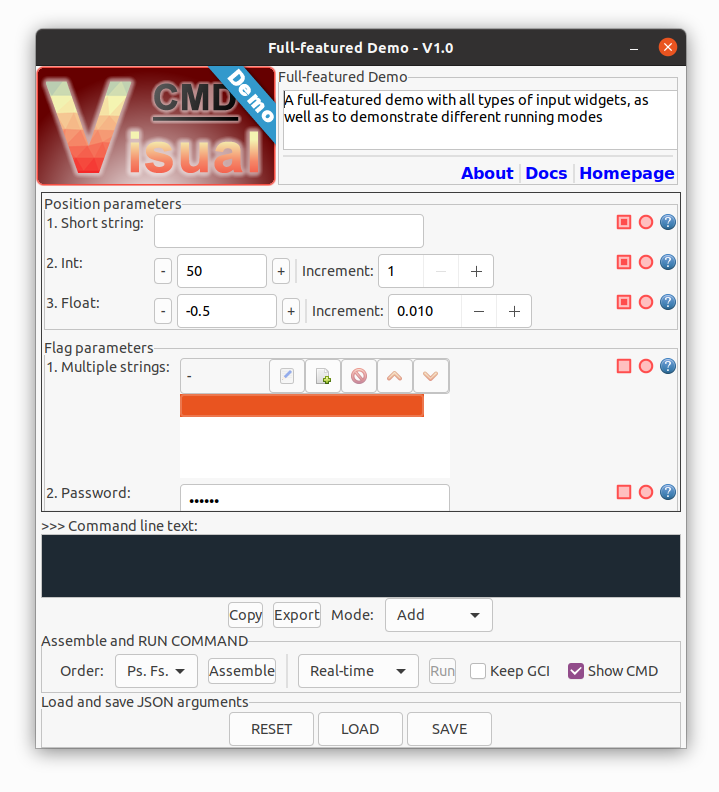 Full-featured Demo - V1.0
Visual
CMD
Demo
Full-featured Demo
A full-featured demo with all types of input widgets, as
well as to demonstrate different running modes
About Docs Homepage
Position parameters
1. Short string:
?
2. Int:
- 50 + Increment: 1 − +
?
3. Float:
- -0.5 + Increment: 0.010 − +
?
Flag parameters
1. Multiple strings:
-
?
2. Password:
••••••
?
>>> Command line text:
Copy Export Mode: Add
Assemble and RUN COMMAND
Order: Ps. Fs. Assemble Real-time Run Keep GCI Show CMD
Load and save JSON arguments
RESET LOAD SAVE